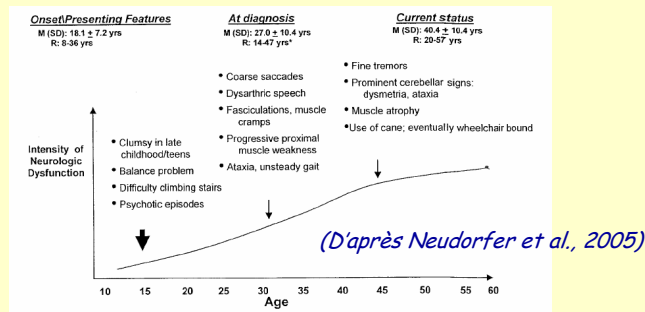 Onset\Presenting Features
M (SD): 18.1 ± 7.2 yrs
R: 8-36 yrs
At diagnosis
M (SD): 27.0 ± 10.4 yrs
R: 14-47 yrs*
Current status
M (SD): 40.4 ± 10.4 yrs
R: 20-57 yrs
• Clumsy in late
childhood/teens
• Balance problem
• Difficulty climbing stairs
• Psychotic episodes
• Coarse saccades
• Dysarthric speech
• Fasciculations, muscle
cramps
• Progressive proximal
muscle weakness
• Ataxia, unsteady gait
• Fine tremors
• Prominent cerebellar signs:
dysmetria, ataxia
• Muscle atrophy
•Use of cane; eventually wheelchair bound
Intensity of
Neurologic
Dysfunction
(D'après Neudorfer et al., 2005)
10 15 20 25 30 35 40 45 50 55 60
Age